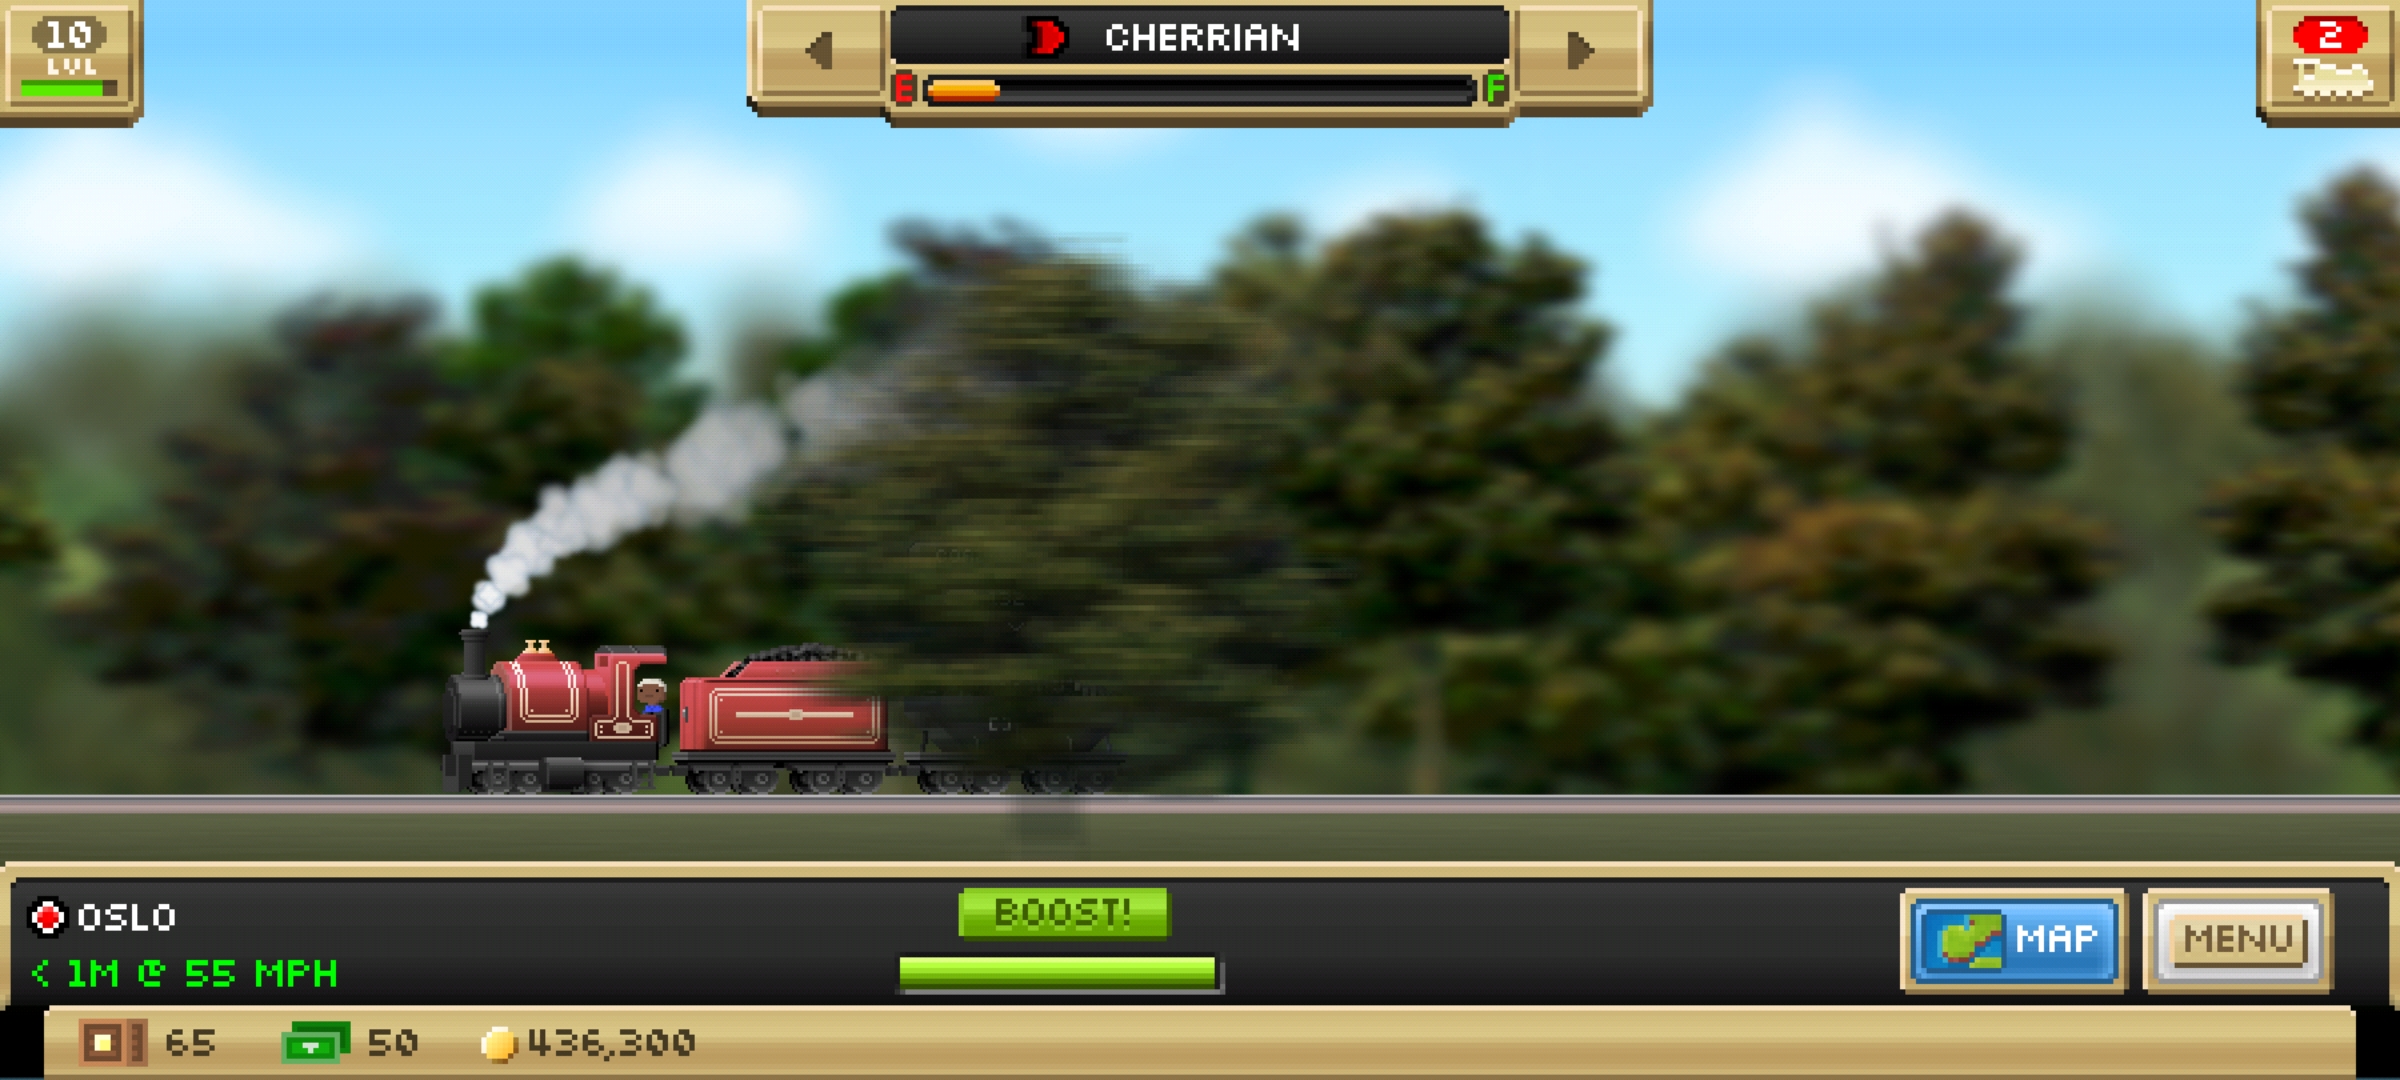 10
LVL
CHERRIAN
E F
2
OSLO
BOOST!
< 1M @ 55 MPH
MAP
MENU
65
50
436,300